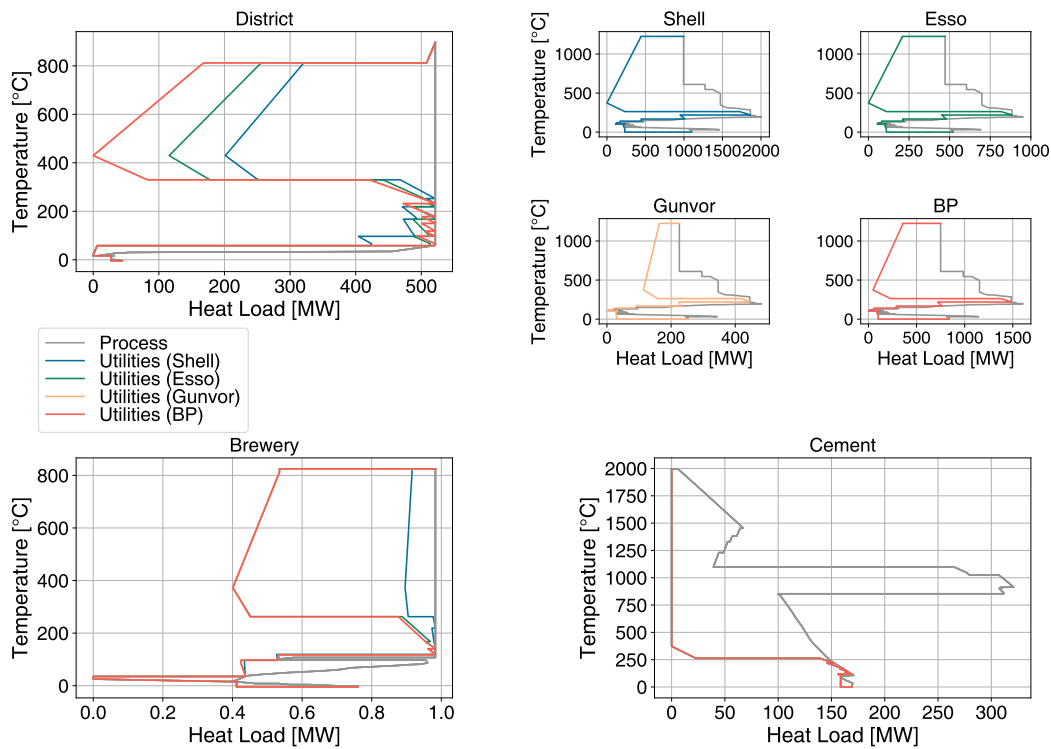 District
Temperature [°C]
800
600
400
200
0
0 100 200 300 400 500
Heat Load [MW]
Shell
Temperature [°C]
1000
500
0
0 500 1000 1500 2000
Esso
1000
500
0
0 250 500 750 1000
Gunvor
Temperature [°C]
1000
500
0
0 200 400
Heat Load [MW]
BP
1000
500
0
0 500 1000 1500
Heat Load [MW]
Process
Utilities (Shell)
Utilities (Esso)
Utilities (Gunvor)
Utilities (BP)
Brewery
Temperature [°C]
800
600
400
200
0
0.0 0.2 0.4 0.6 0.8 1.0
Heat Load [MW]
Cement
Temperature [°C]
2000
1750
1500
1250
1000
750
500
250
0
0 50 100 150 200 250 300
Heat Load [MW]